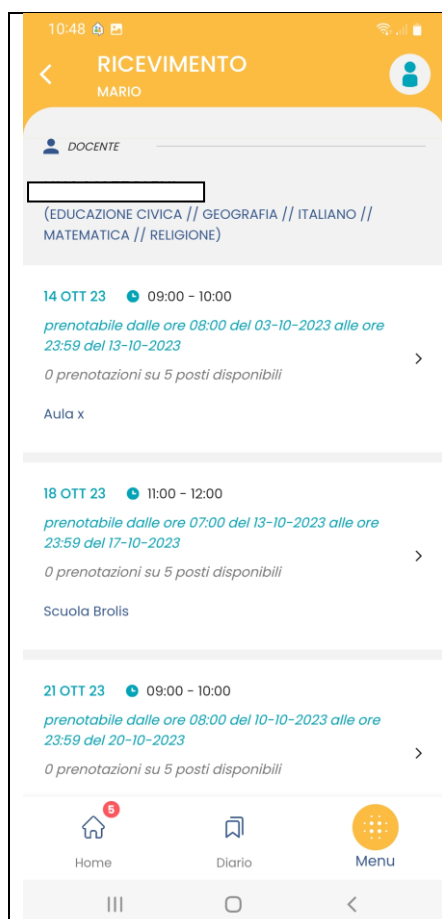 10:48
RICEVIMENTO
MARIO
DOCENTE
(EDUCAZIONE CIVICA // GEOGRAFIA // ITALIANO //
MATEMATICA // RELIGIONE)
14 OTT 23 09:00 - 10:00
prenotabile dalle ore 08:00 del 03-10-2023 alle ore
23:59 del 13-10-2023
0 prenotazioni su 5 posti disponibili
Aula x
18 OTT 23 11:00 - 12:00
prenotabile dalle ore 07:00 del 13-10-2023 alle ore
23:59 del 17-10-2023
0 prenotazioni su 5 posti disponibili
Scuola Brolis
21 OTT 23 09:00 - 10:00
prenotabile dalle ore 08:00 del 10-10-2023 alle ore
23:59 del 20-10-2023
0 prenotazioni su 5 posti disponibili
5
Home Diario Menu